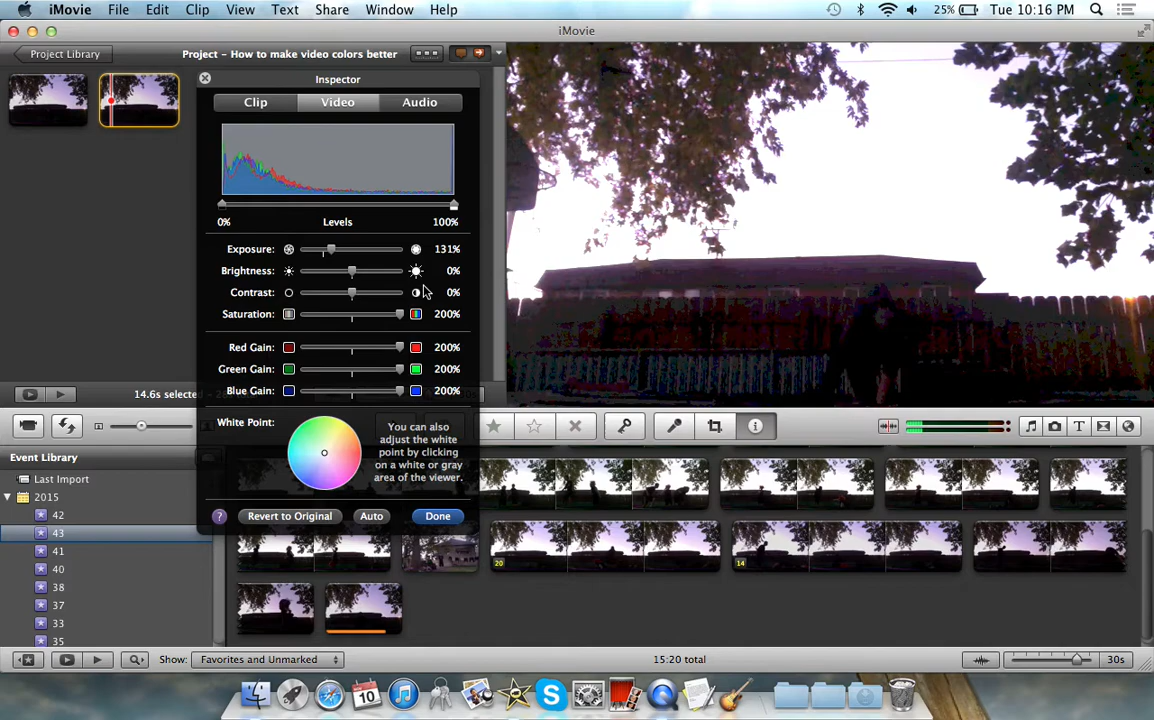 iMovie File Edit Clip View Text Share Window Help 25% Tue 10:16 PM
iMovie
Project Library Project – How to make video colors better
Inspector
Clip Video Audio
0% Levels 100%
Exposure: 131%
Brightness: 0%
Contrast: 0%
Saturation: 200%
Red Gain: 200%
Green Gain: 200%
Blue Gain: 200%
White Point:
You can also
adjust the white
point by clicking
on a white or gray
area of the viewer.
? Revert to Original Auto Done
14.6s selected –
Event Library
Last Import
2015
42
43
41
40
38
37
33
35
20
14
Show: Favorites and Unmarked 15:20 total 30s
10